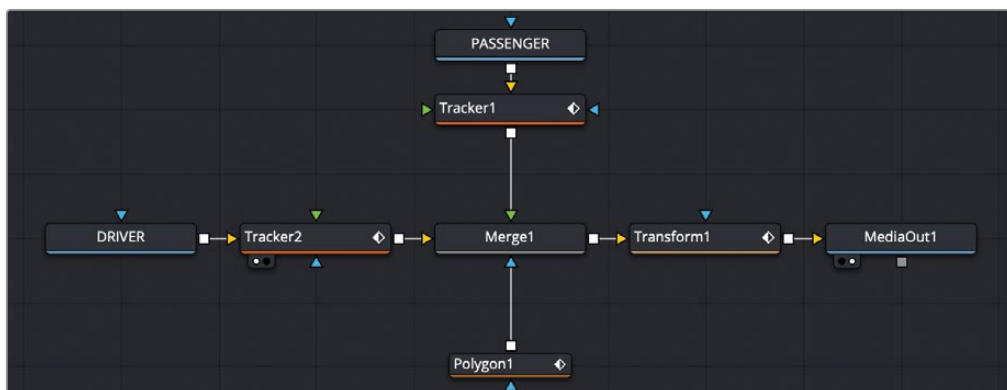 PASSENGER
Tracker1
DRIVER
Tracker2
Merge1
Transform1
MediaOut1
Polygon1